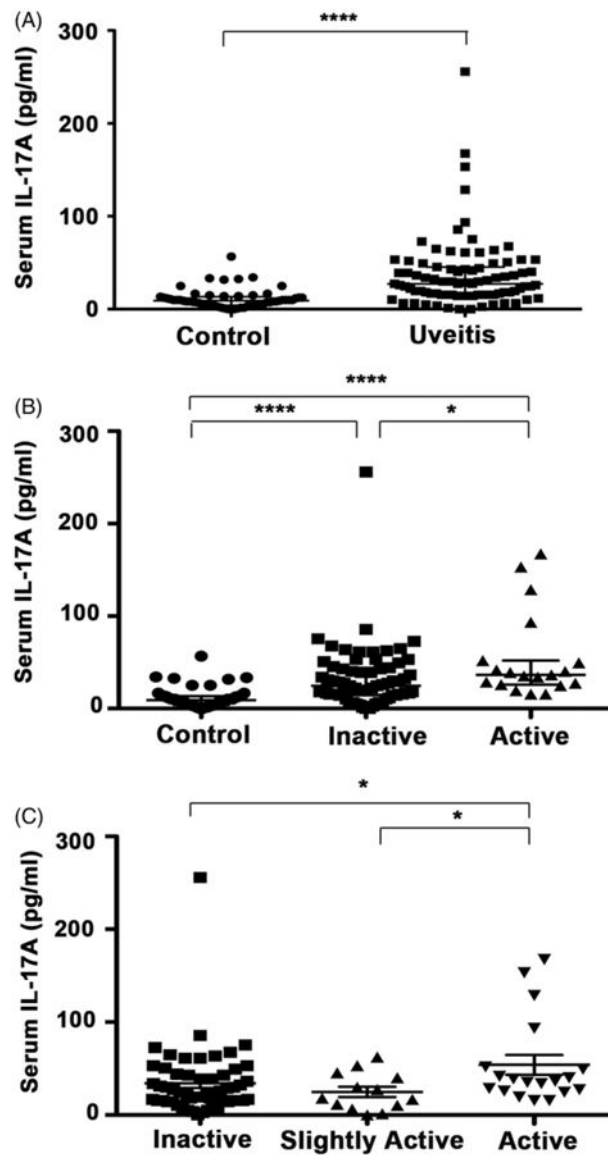 (A)
****
300
200
100
0
Serum IL-17A (pg/ml)
Control Uveitis
(B)
****
**** *
300
200
100
0
Serum IL-17A (pg/ml)
Control Inactive Active
(C)
*
*
300
200
100
0
Serum IL-17A (pg/ml)
Inactive Slightly Active Active